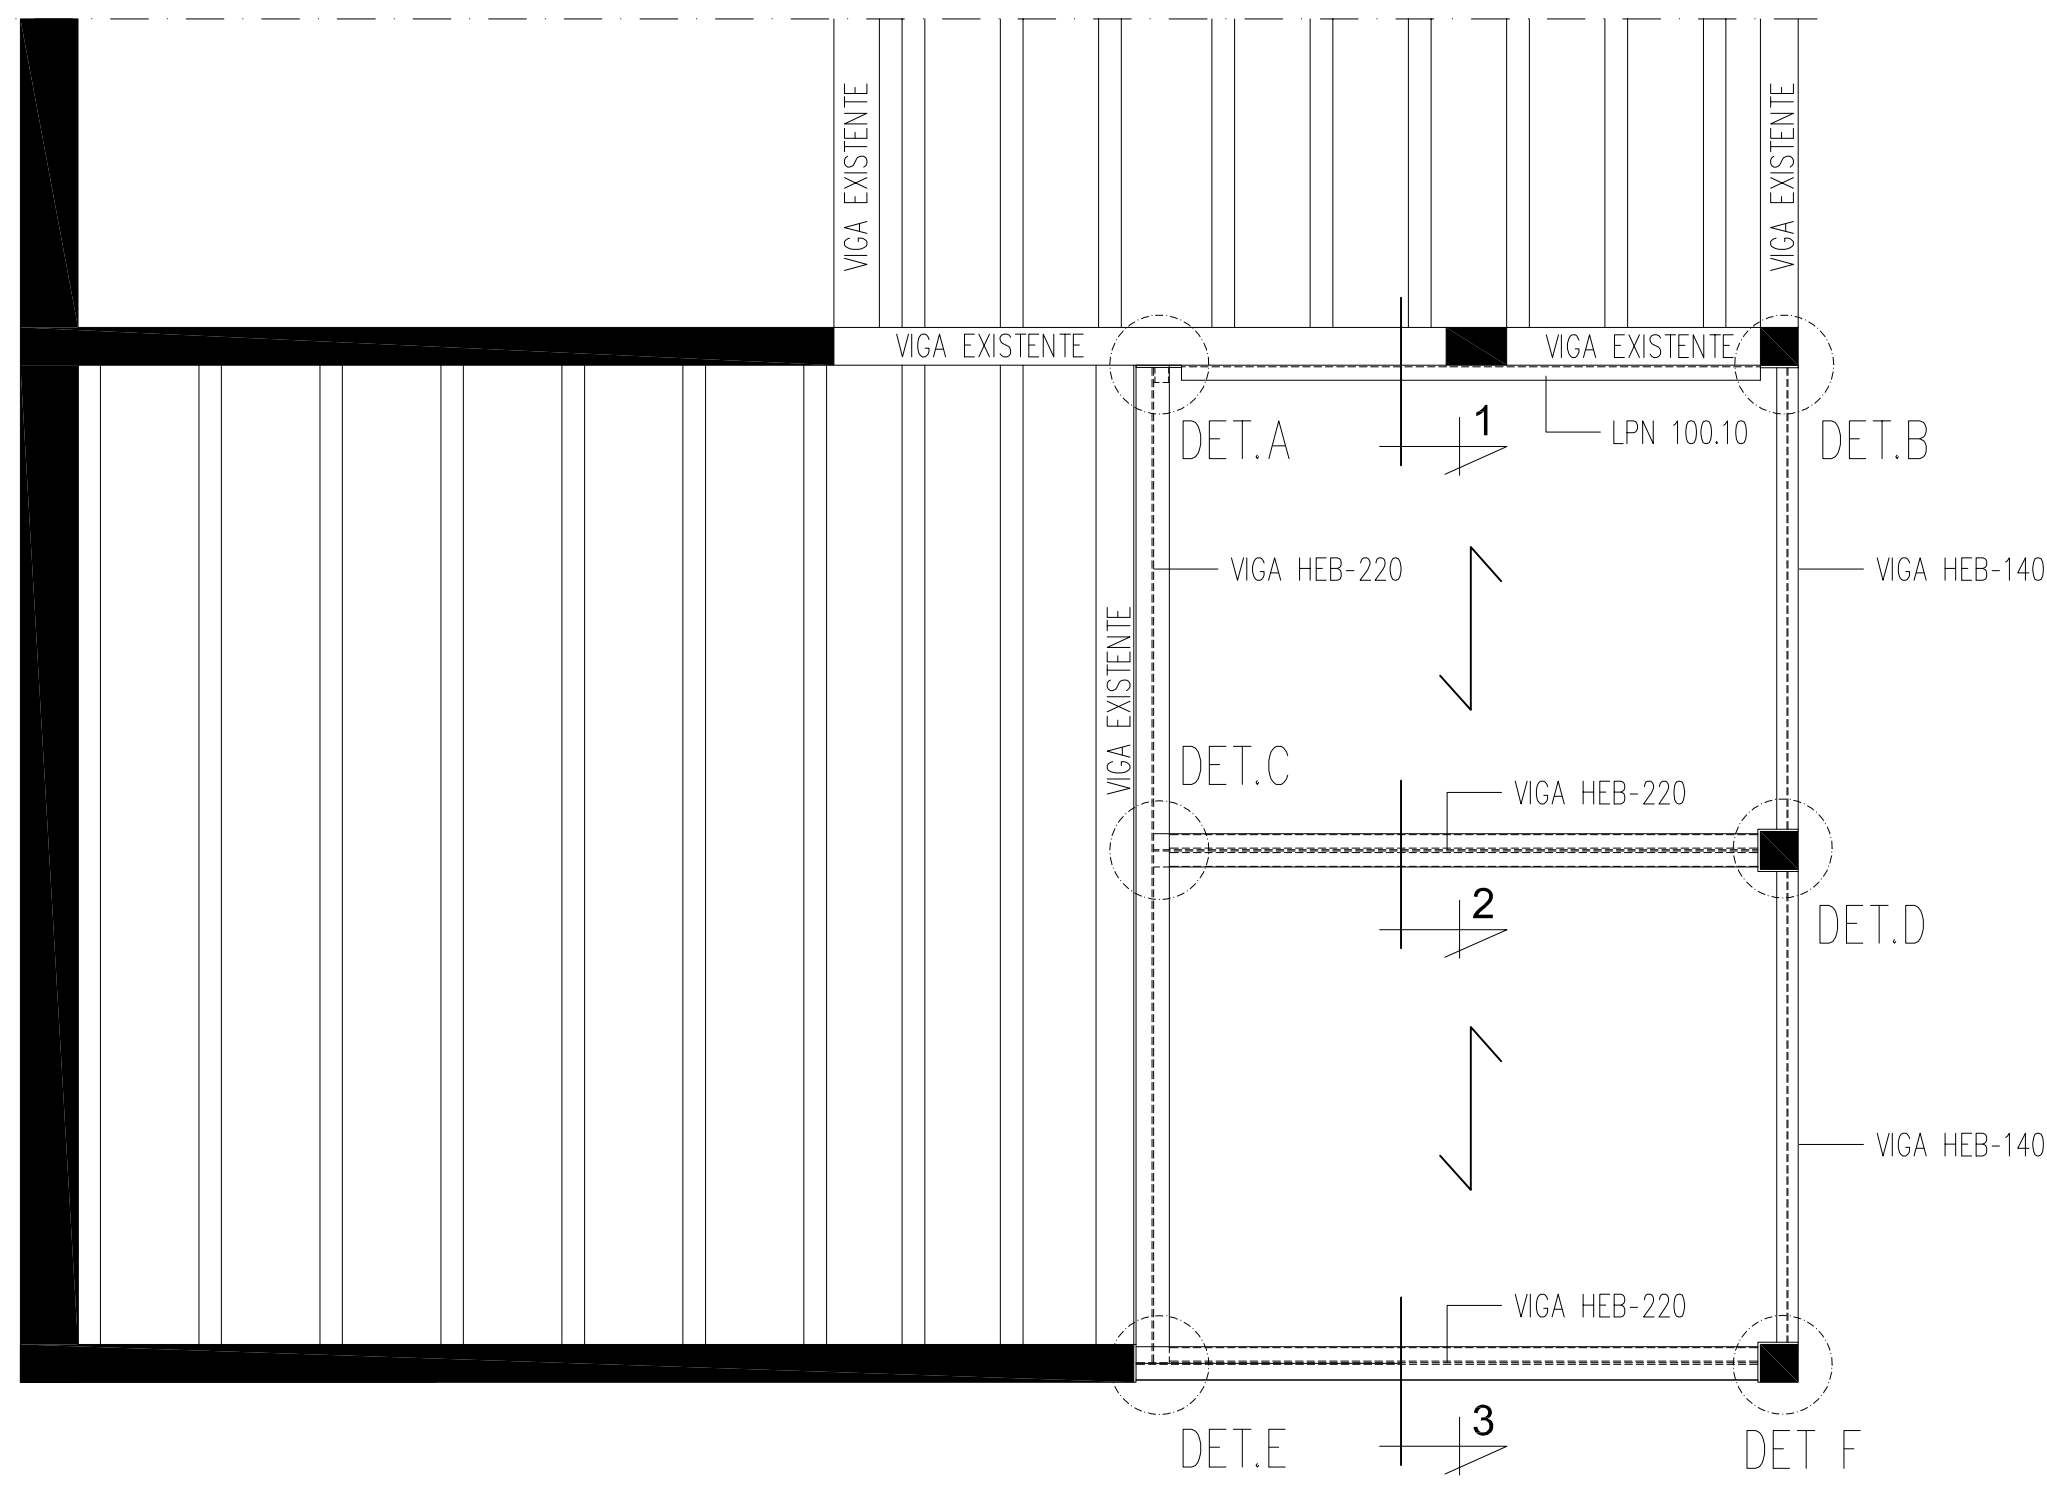 VIGA EXISTENTE
VIGA EXISTENTE
VIGA EXISTENTE
VIGA EXISTENTE
1
LPN 100.10
DET.A
DET.B
VIGA HEB-220
VIGA HEB-140
VIGA EXISTENTE
DET.C
VIGA HEB-220
2
DET.D
VIGA HEB-140
VIGA HEB-220
3
DET.E
DET F